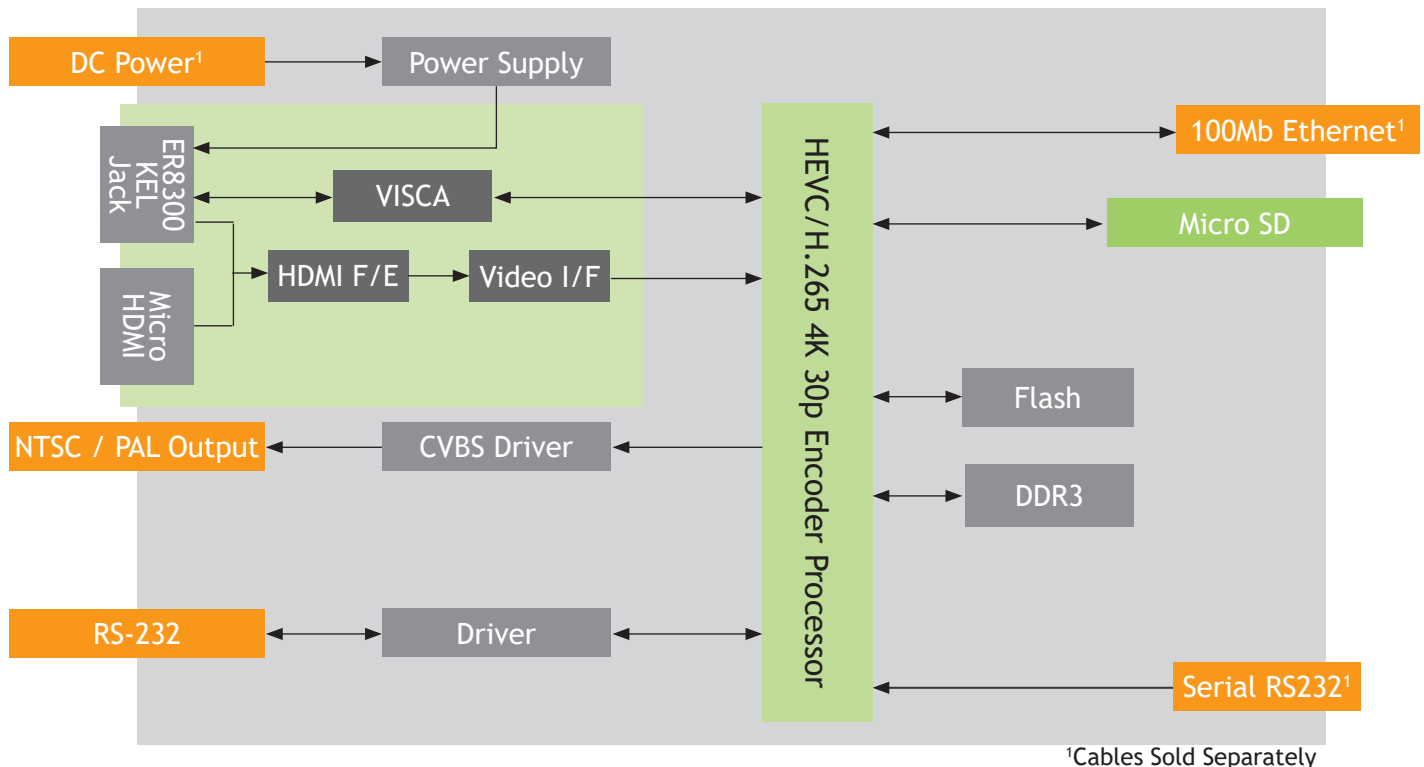 DC Power¹
Power Supply
ER8300
KEL
Jack
VISCA
HDMI F/E
Video I/F
Micro
HDMI
NTSC / PAL Output
CVBS Driver
RS-232
Driver
HEVC/H.265 4K 30p Encoder Processor
100Mb Ethernet¹
Micro SD
Flash
DDR3
Serial RS232¹
¹Cables Sold Separately